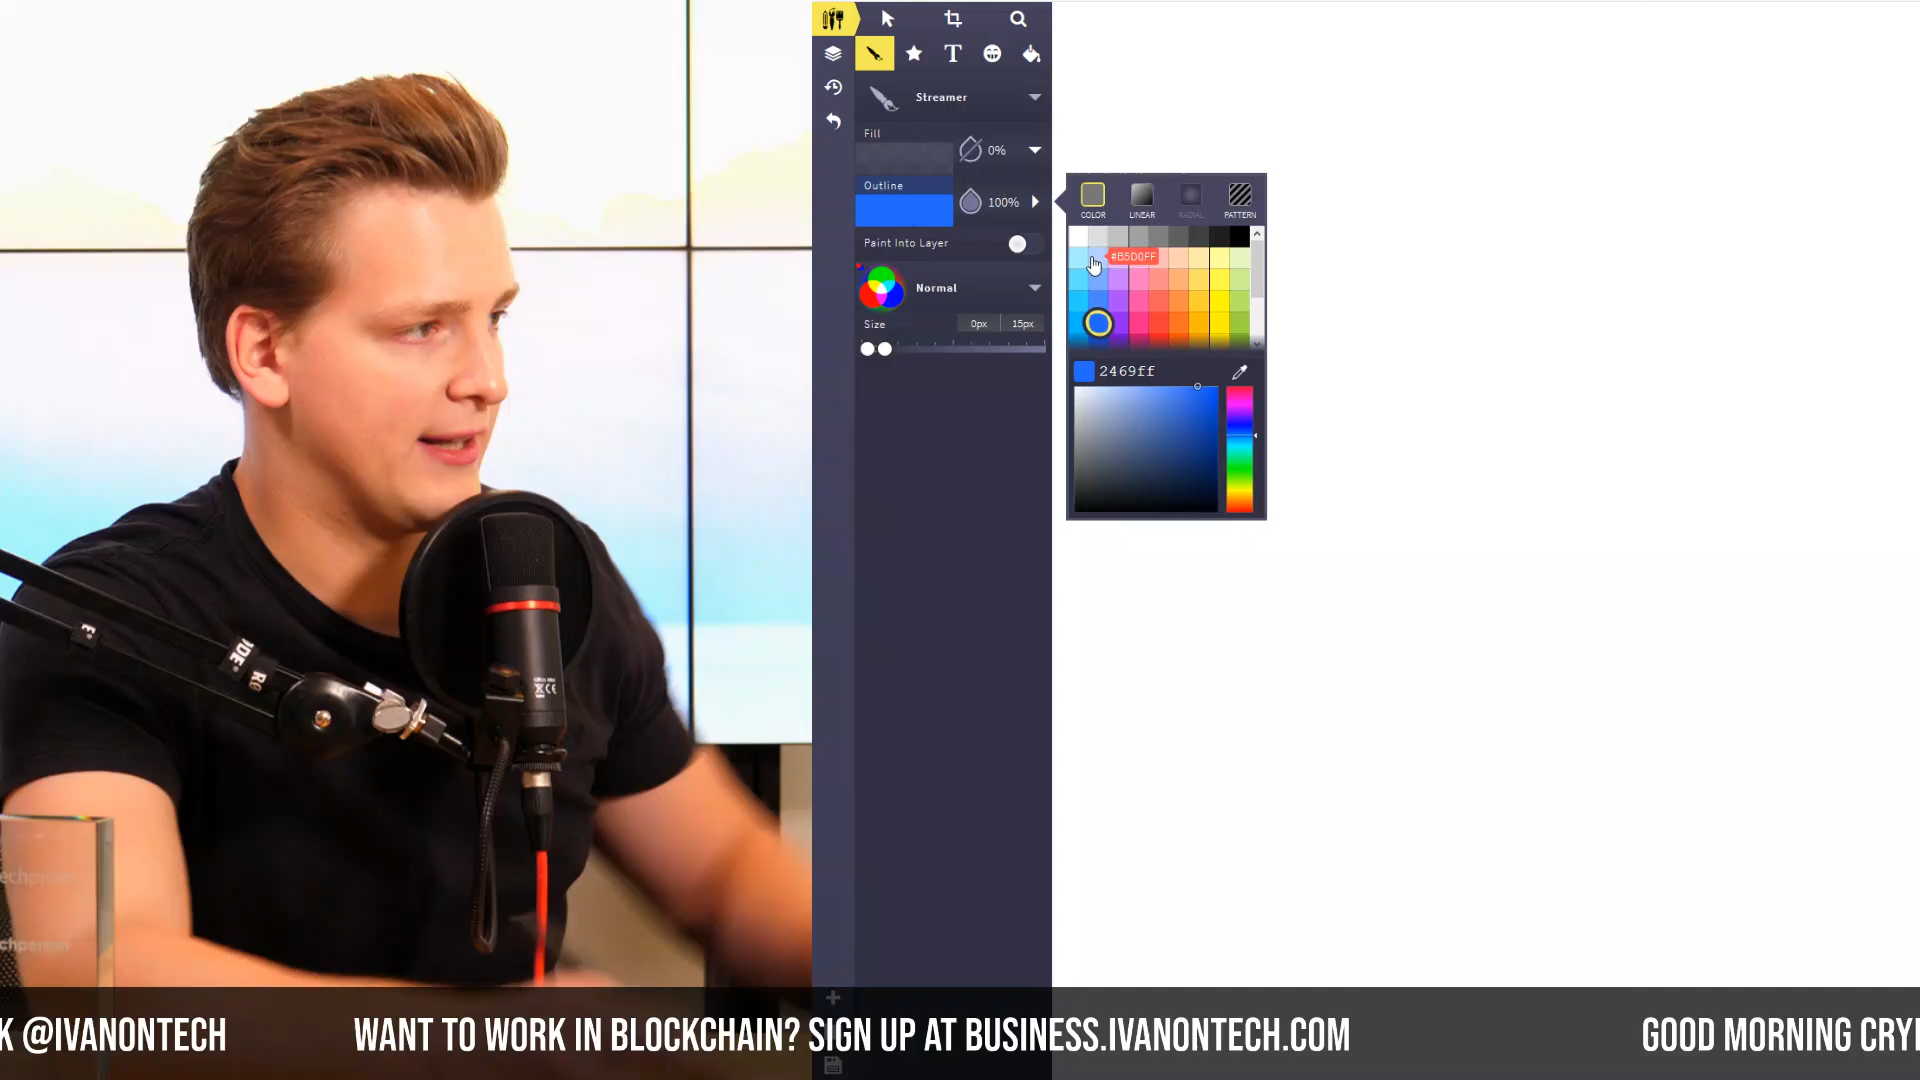 Streamer
Fill
0%
Outline
100%
Paint Into Layer
Normal
Size
0px
15px
COLOR
LINEAR
RADIAL
PATTERN
#B5D0FF
2469ff
K @IVANONTECH
WANT TO WORK IN BLOCKCHAIN? SIGN UP AT BUSINESS.IVANONTECH.COM
GOOD MORNING CRY